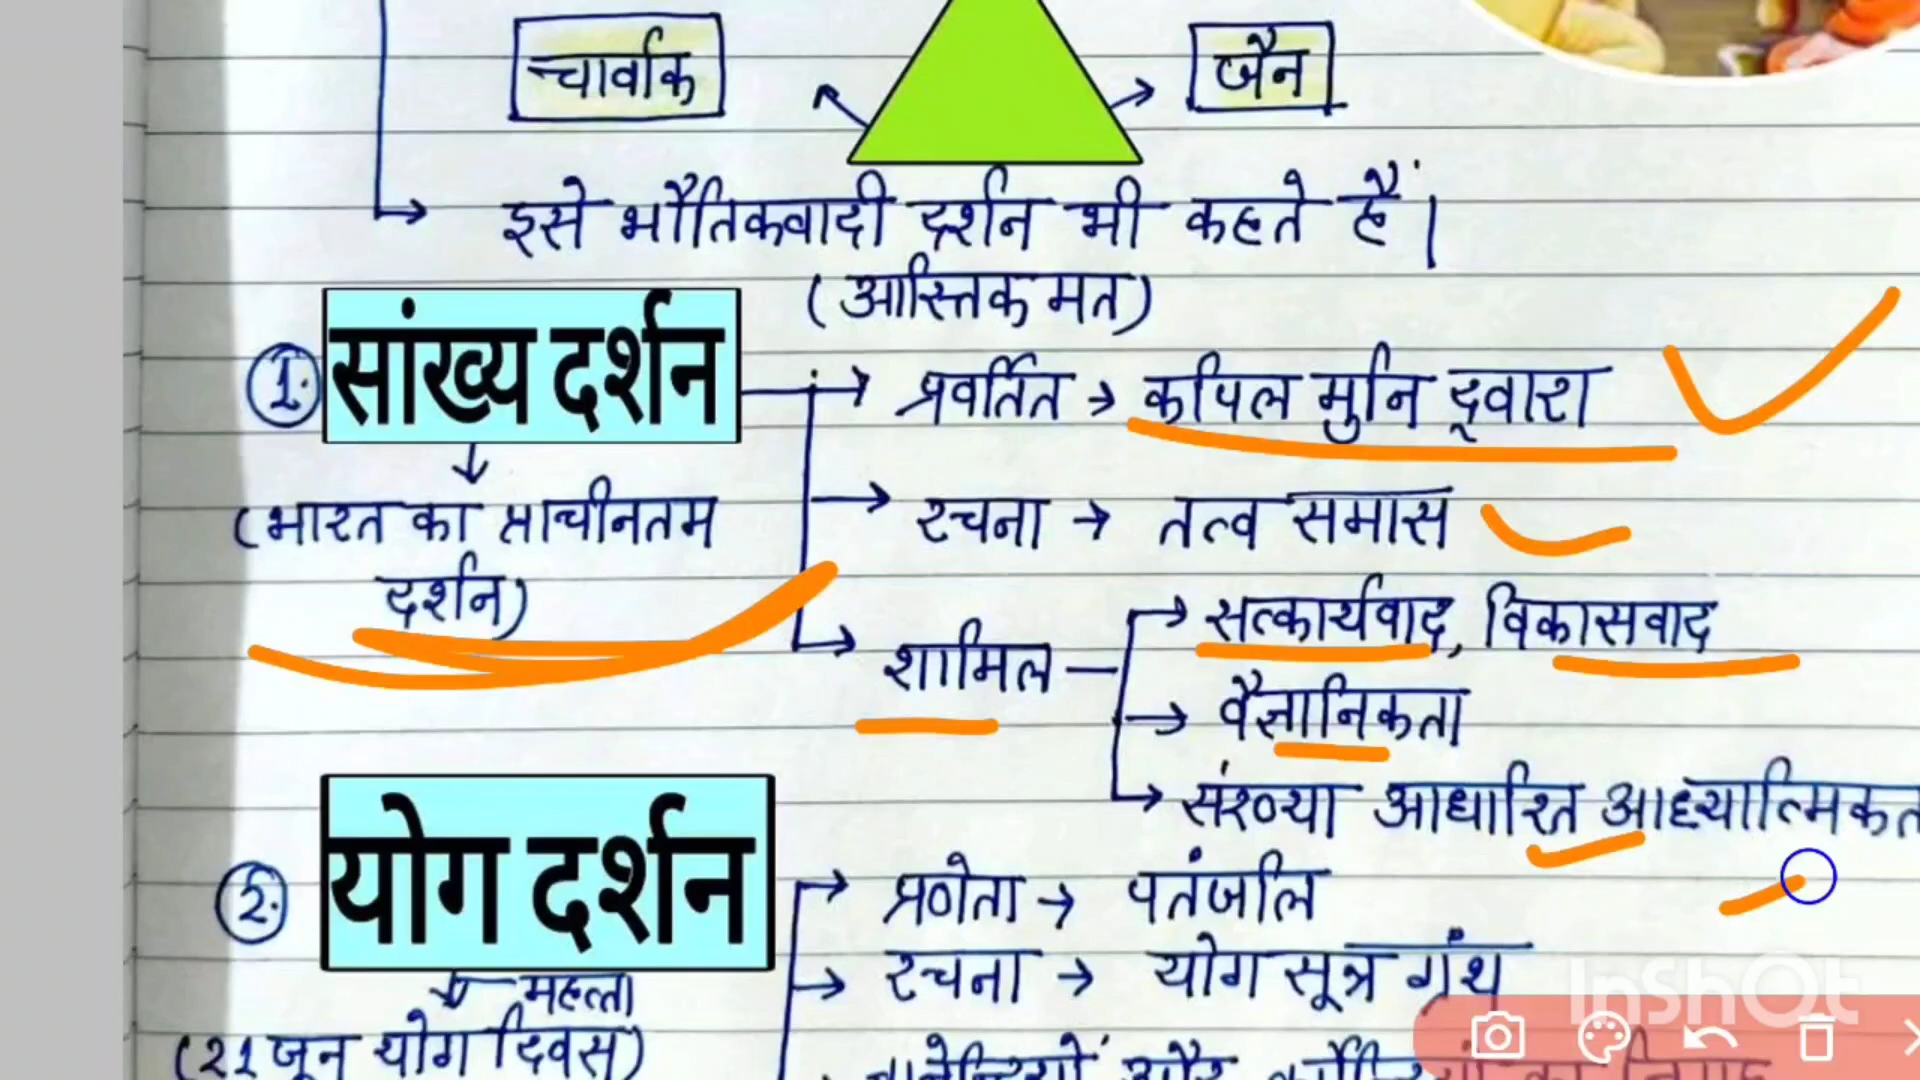 चार्वाक
जैन
इसे भौतिकवादी दर्शन भी कहते हैं।
(आस्तिक मत)
1. सांख्य दर्शन
प्रवर्तित → कपिल मुनि द्वारा
(भारत का प्राचीनतम
दर्शन)
रचना → तत्व समास
शामिल
सत्कार्यवाद, विकासवाद
वैज्ञानिकता
संख्या आधारित आध्यात्मिकत
2. योग दर्शन
प्रणेता → पतंजलि
रचना → योग सूत्र ग्रंथ
महत्ता
(21 जून योग दिवस)
InShOt